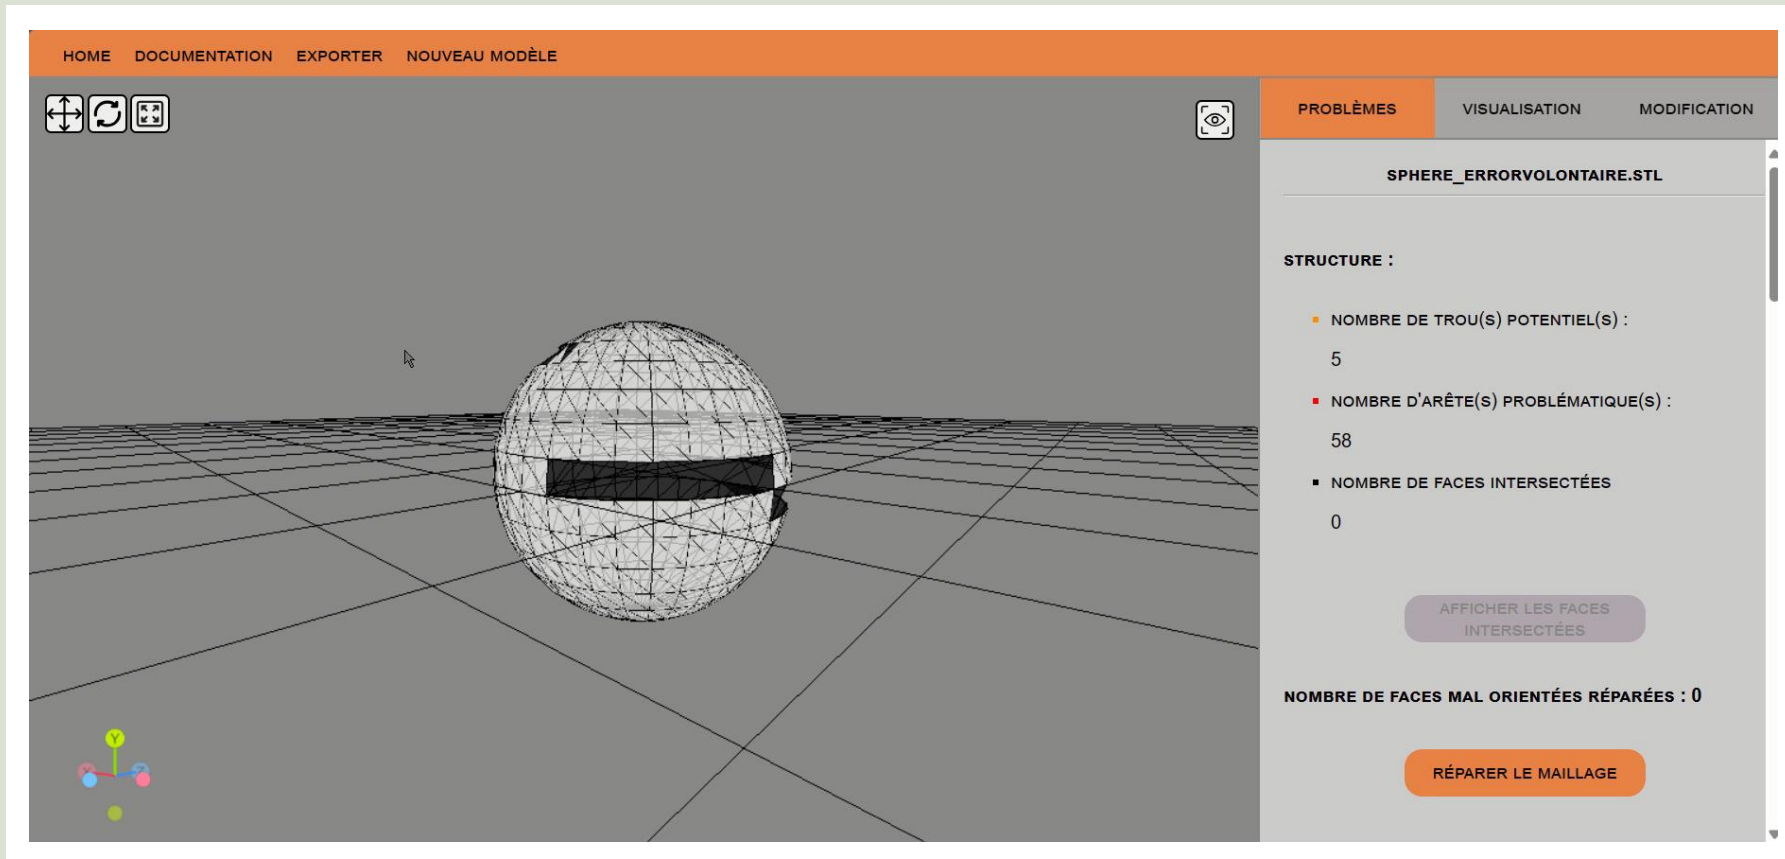 HOME DOCUMENTATION EXPORTER NOUVEAU MODÈLE
PROBLÈMES VISUALISATION MODIFICATION
SPHERE_ERRORVOLONTAIRE.STL
STRUCTURE :
NOMBRE DE TROU(S) POTENTIEL(S) :
5
NOMBRE D'ARÊTE(S) PROBLÉMATIQUE(S) :
58
NOMBRE DE FACES INTERSECTÉES
0
AFFICHER LES FACES
INTERSECTÉES
NOMBRE DE FACES MAL ORIENTÉES RÉPARÉES : 0
RÉPARER LE MAILLAGE
Y
X Z